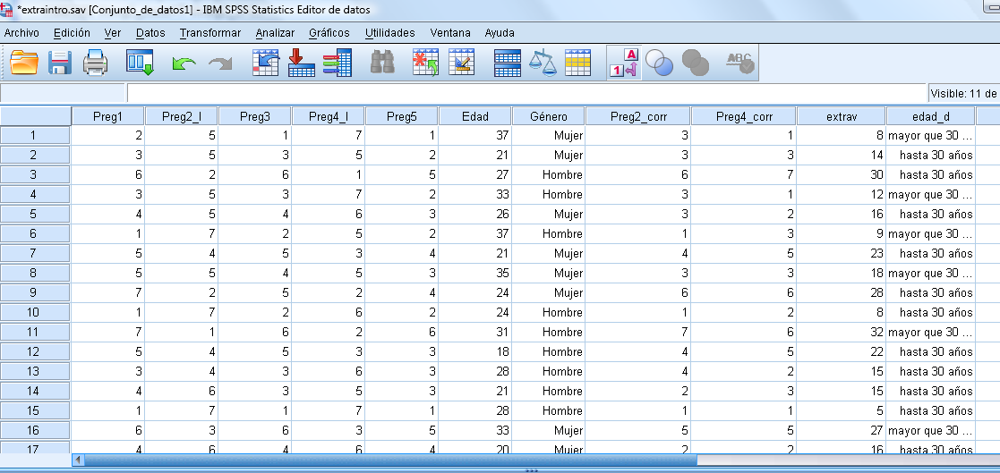 *extraintro.sav [Conjunto_de_datos1] - IBM SPSS Statistics Editor de datos
Archivo Edición Ver Datos Transformar Analizar Gráficos Utilidades Ventana Ayuda
A
1
ABC
Visible: 11 de
Preg1 Preg2_I Preg3 Preg4_I Preg5 Edad Género Preg2_corr Preg4_corr extrav edad_d
1 2 5 1 7 1 37 Mujer 3 1 8 mayor que 30 ...
2 3 5 3 5 2 21 Mujer 3 3 14 hasta 30 años
3 6 2 6 1 5 27 Hombre 6 7 30 hasta 30 años
4 3 5 3 7 2 33 Hombre 3 1 12 mayor que 30 ...
5 4 5 4 6 3 26 Mujer 3 2 16 hasta 30 años
6 1 7 2 5 2 37 Hombre 1 3 9 mayor que 30 ...
7 5 4 5 3 4 21 Mujer 4 5 23 hasta 30 años
8 5 5 4 5 3 35 Mujer 3 3 18 mayor que 30 ...
9 7 2 5 2 4 24 Mujer 6 6 28 hasta 30 años
10 1 7 2 6 2 24 Hombre 1 2 8 hasta 30 años
11 7 1 6 2 6 31 Hombre 7 6 32 mayor que 30 ...
12 5 4 5 3 3 18 Hombre 4 5 22 hasta 30 años
13 3 4 3 6 3 28 Hombre 4 2 15 hasta 30 años
14 4 6 3 5 3 21 Hombre 2 3 15 hasta 30 años
15 1 7 1 7 1 28 Hombre 1 1 5 hasta 30 años
16 6 3 6 3 5 33 Mujer 5 5 27 mayor que 30 ...
17 4 6 4 6 4 20 Mujer 2 2 16 hasta 30 años